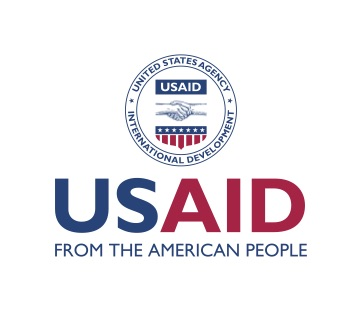 UNITED STATES AGENCY
USAID
INTERNATIONAL DEVELOPMENT
USAID
FROM THE AMERICAN PEOPLE